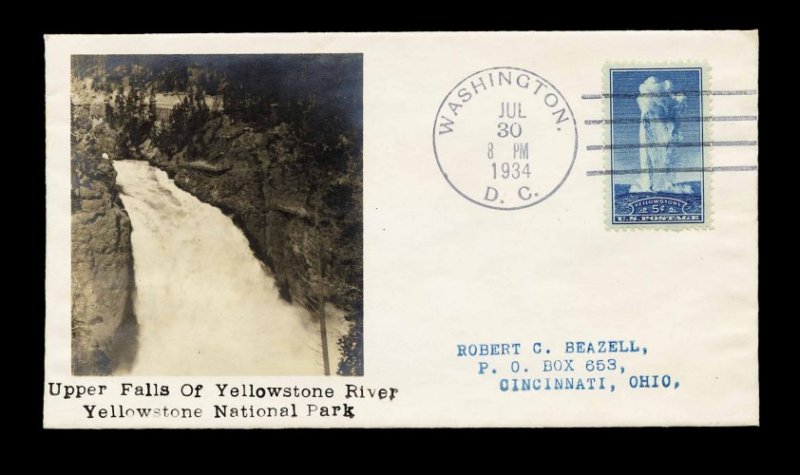 WASHINGTON.
JUL
30
8 PM
1934
D. C.
YELLOWSTONE
5¢
U.S. POSTAGE
ROBERT C. BEAZELL,
P. O. BOX 653,
CINCINNATI, OHIO.
Upper Falls Of Yellowstone River
Yellowstone National Park